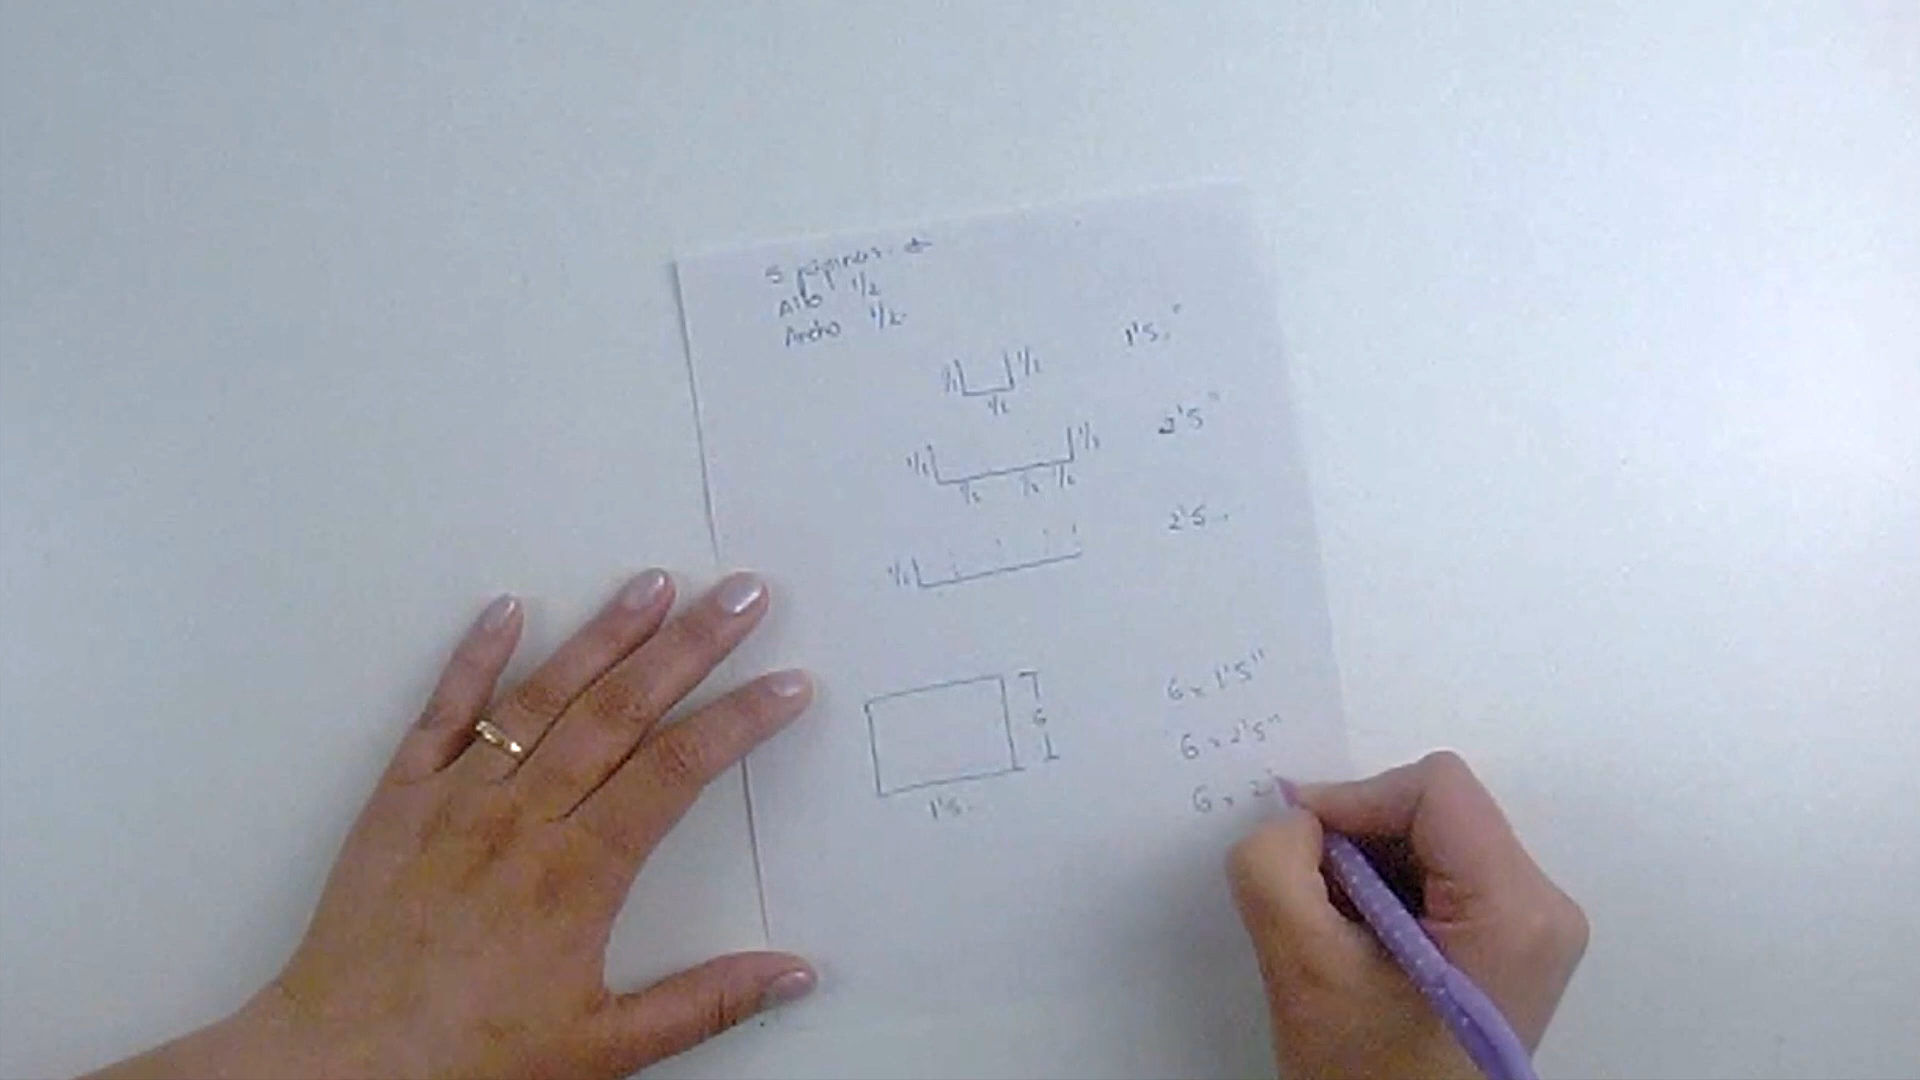 5 páginas.
Alto 1/2
Ancho 1/2
1'5"
1/2 1/2
1/2
2'5"
1/2 1/2
1/2 1/2 1/2
2'5
1/2
6 x 1'5"
6
6 x 2'5"
1'5
6 x 2'